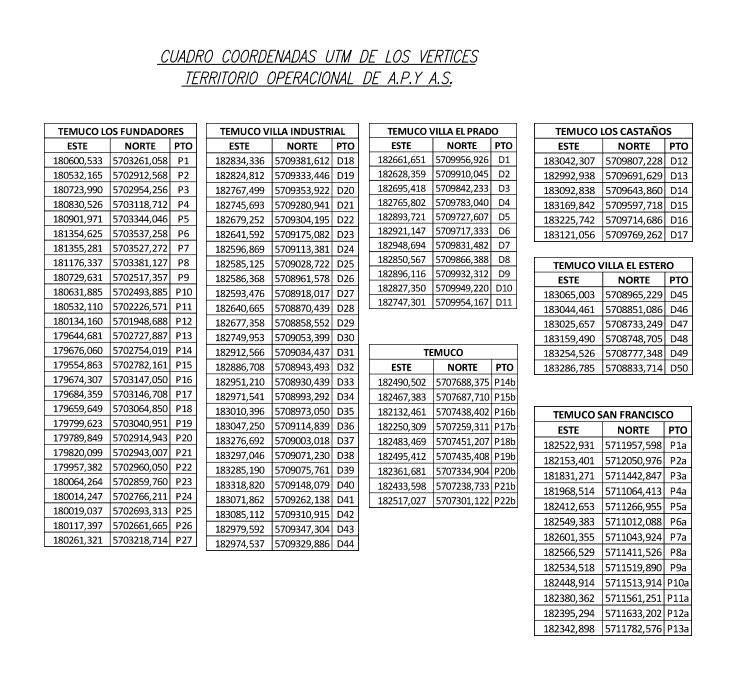 CUADRO COORDENADAS UTM DE LOS VERTICES
TERRITORIO OPERACIONAL DE A.P.Y A.S.
TEMUCO LOS FUNDADORES
ESTE NORTE PTO
180600,533 5703261,058 P1
180532,165 5702912,568 P2
180723,990 5702954,256 P3
180830,526 5703118,712 P4
180901,971 5703344,046 P5
181354,625 5703537,258 P6
181355,281 5703527,272 P7
181176,337 5703381,127 P8
180729,631 5702517,357 P9
180631,885 5702493,885 P10
180532,110 5702226,571 P11
180134,160 5701948,688 P12
179644,681 5702727,887 P13
179676,060 5702754,019 P14
179554,863 5702782,161 P15
179674,307 5703147,050 P16
179684,359 5703146,708 P17
179659,649 5703064,850 P18
179799,623 5703040,951 P19
179789,849 5702914,943 P20
179820,099 5702943,007 P21
179957,382 5702960,050 P22
180064,264 5702859,760 P23
180014,247 5702766,211 P24
180019,037 5702693,313 P25
180117,397 5702661,665 P26
180261,321 5703218,714 P27
TEMUCO VILLA INDUSTRIAL
ESTE NORTE PTO
182834,336 5709381,612 D18
182824,812 5709333,446 D19
182767,499 5709353,922 D20
182745,693 5709280,941 D21
182679,252 5709304,195 D22
182641,592 5709175,082 D23
182596,869 5709113,381 D24
182585,125 5709028,722 D25
182586,368 5708961,578 D26
182593,476 5708918,017 D27
182640,665 5708870,439 D28
182677,358 5708858,552 D29
182749,953 5709053,399 D30
182912,566 5709034,437 D31
182886,708 5708943,493 D32
182951,210 5708930,439 D33
182971,541 5708993,292 D34
183010,396 5708973,050 D35
183047,250 5709114,839 D36
183276,692 5709003,018 D37
183297,046 5709071,230 D38
183285,190 5709075,761 D39
183318,820 5709148,079 D40
183071,862 5709262,138 D41
183085,112 5709310,915 D42
182979,592 5709347,304 D43
182974,537 5709329,886 D44
TEMUCO VILLA EL PRADO
ESTE NORTE PTO
182661,651 5709956,926 D1
182628,359 5709910,045 D2
182695,418 5709842,233 D3
182765,802 5709783,040 D4
182893,721 5709727,607 D5
182921,147 5709717,333 D6
182948,694 5709831,482 D7
182850,567 5709866,388 D8
182896,116 5709932,312 D9
182827,350 5709949,220 D10
182747,301 5709954,167 D11
TEMUCO
ESTE NORTE PTO
182490,502 5707688,375 P14b
182467,383 5707687,710 P15b
182132,461 5707438,402 P16b
182250,309 5707259,311 P17b
182483,469 5707451,207 P18b
182495,412 5707435,408 P19b
182361,681 5707334,904 P20b
182433,598 5707238,733 P21b
182517,027 5707301,122 P22b
TEMUCO LOS CASTAÑOS
ESTE NORTE PTO
183042,307 5709807,228 D12
182992,938 5709691,629 D13
183092,838 5709643,860 D14
183169,842 5709597,718 D15
183225,742 5709714,686 D16
183121,056 5709769,262 D17
TEMUCO VILLA EL ESTERO
ESTE NORTE PTO
183065,003 5708965,229 D45
183044,461 5708851,086 D46
183025,657 5708733,249 D47
183159,490 5708748,705 D48
183254,526 5708777,348 D49
183286,785 5708833,714 D50
TEMUCO SAN FRANCISCO
ESTE NORTE PTO
182522,931 5711957,598 P1a
182153,401 5712050,976 P2a
181831,271 5711442,847 P3a
181968,514 5711064,413 P4a
182412,653 5711266,955 P5a
182549,383 5711012,088 P6a
182601,355 5711043,924 P7a
182566,529 5711411,526 P8a
182534,518 5711519,890 P9a
182448,914 5711513,914 P10a
182380,362 5711561,251 P11a
182395,294 5711633,202 P12a
182342,898 5711782,576 P13a